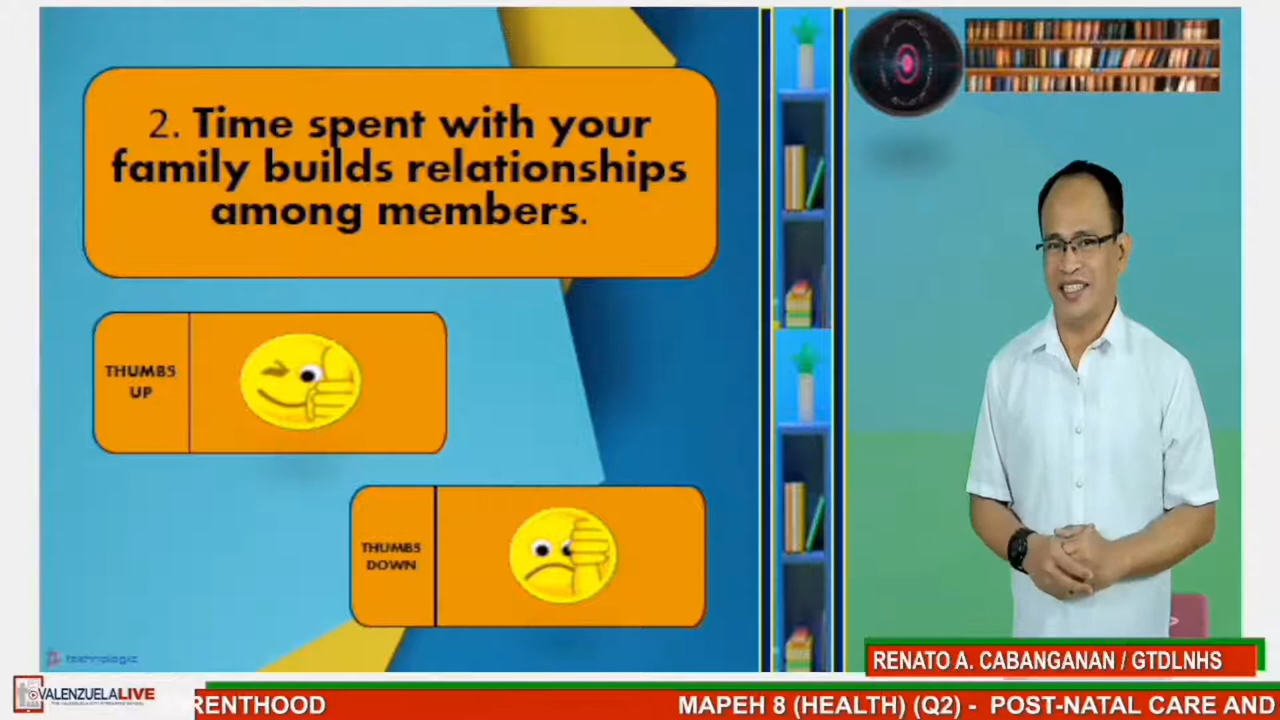 2. Time spent with your
family builds relationships
among members.
THUMBS
UP
THUMBS
DOWN
teknologic
RENATO A. CABANGANAN / GTDLNHS
VALENZUELALIVE
RENTHOOD
MAPEH 8 (HEALTH) (Q2) - POST-NATAL CARE AND